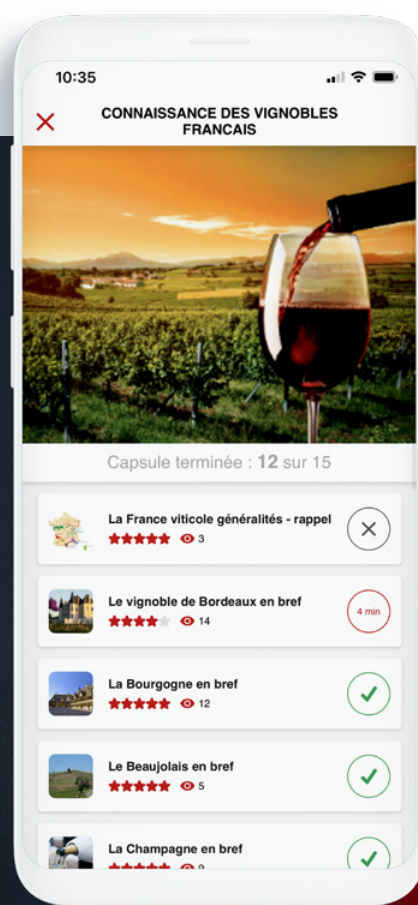 10:35
CONNAISSANCE DES VIGNOBLES
FRANCAIS
Capsule terminée : 12 sur 15
La France viticole généralités - rappel
3
Le vignoble de Bordeaux en bref
14
4 min
La Bourgogne en bref
12
Le Beaujolais en bref
5
La Champagne en bref
9